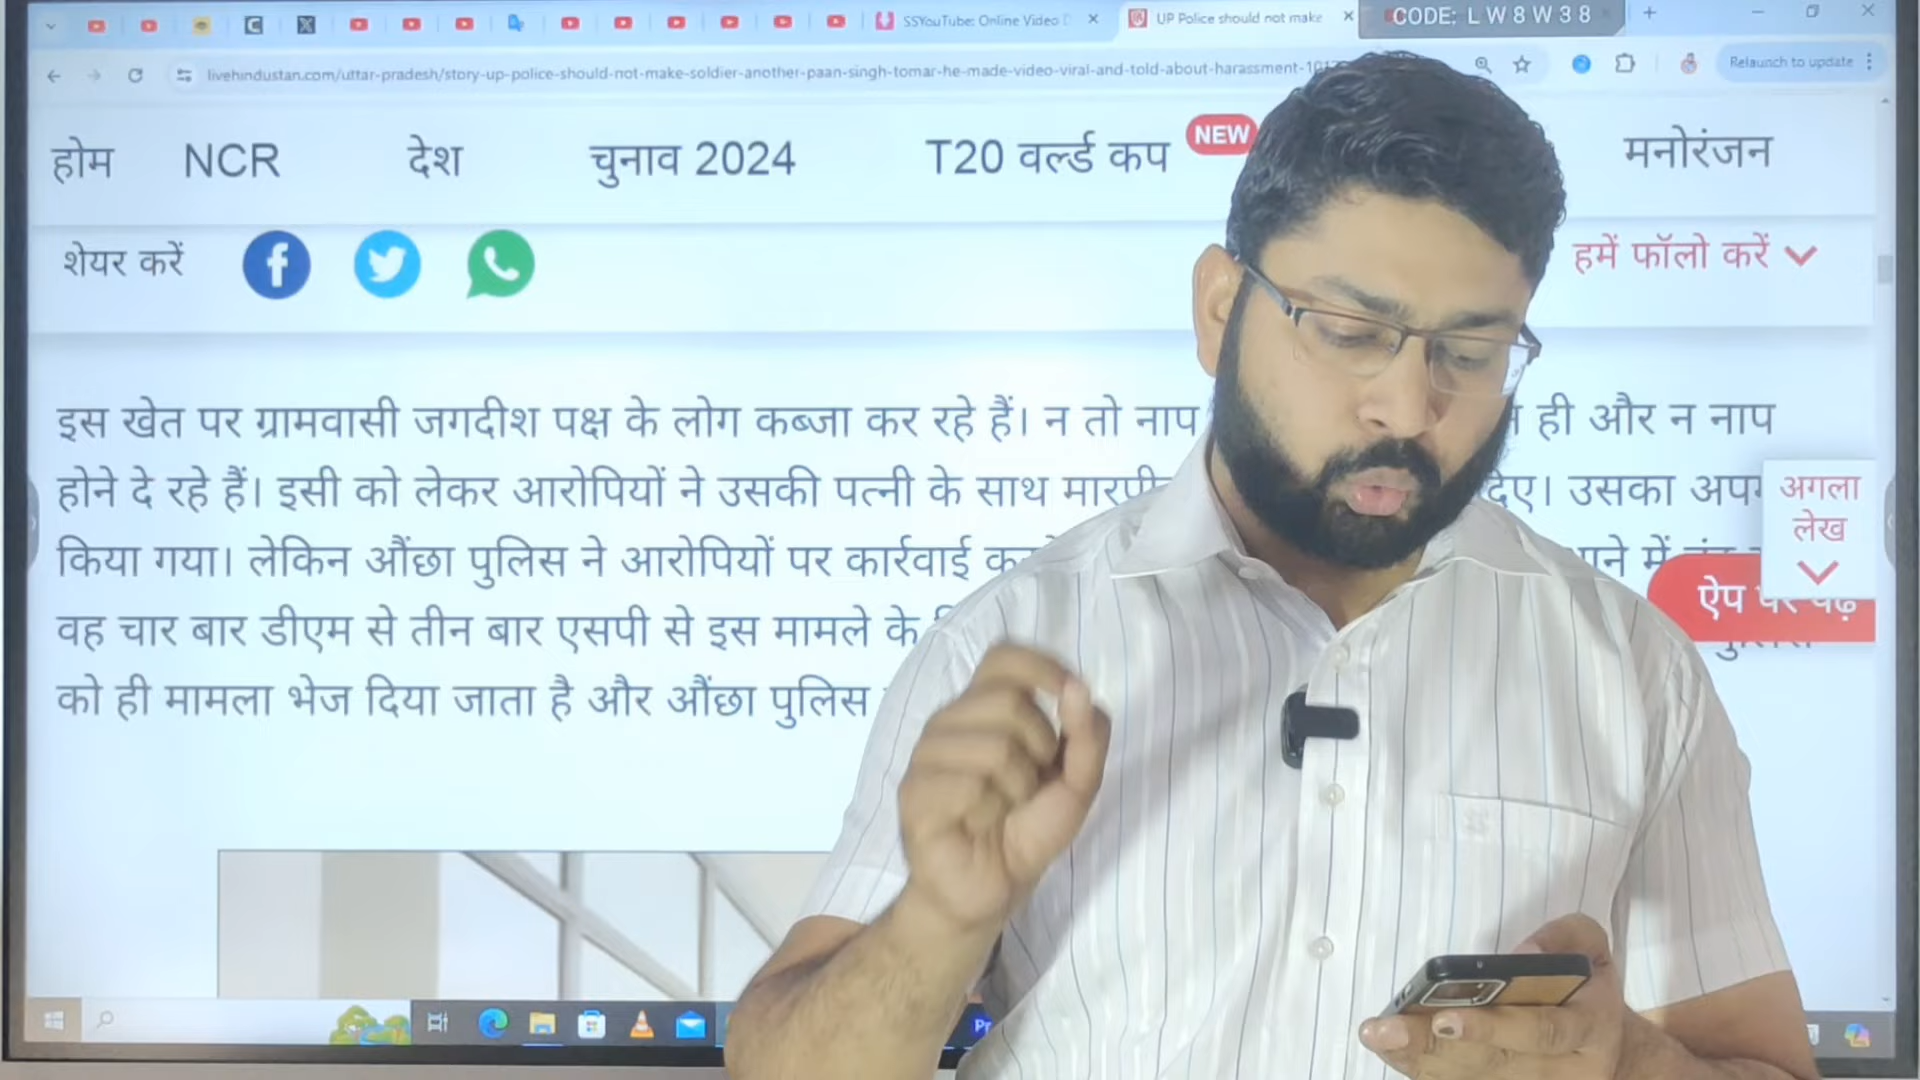 SSYouTube: Online Video D
UP Police should not make
CODE: L W 8 W 3 8
livehindustan.com/uttar-pradesh/story-up-police-should-not-make-soldier-another-paan-singh-tomar-he-made-video-viral-and-told-about-harassment-
Relaunch to update
होम NCR देश चुनाव 2024 T20 वर्ल्ड कप NEW मनोरंजन
शेयर करें
हमें फॉलो करें
इस खेत पर ग्रामवासी जगदीश पक्ष के लोग कब्जा कर रहे हैं। न तो नाप ही और न नाप
होने दे रहे हैं। इसी को लेकर आरोपियों ने उसकी पत्नी के साथ उसका
किया गया। लेकिन औंछा पुलिस ने आरोपियों पर कार्रवाई में
वह चार बार डीएम से तीन बार एसपी से इस मामले के
को ही मामला भेज दिया जाता है और औंछा पुलिस
अगला
लेख
ऐप
Pr